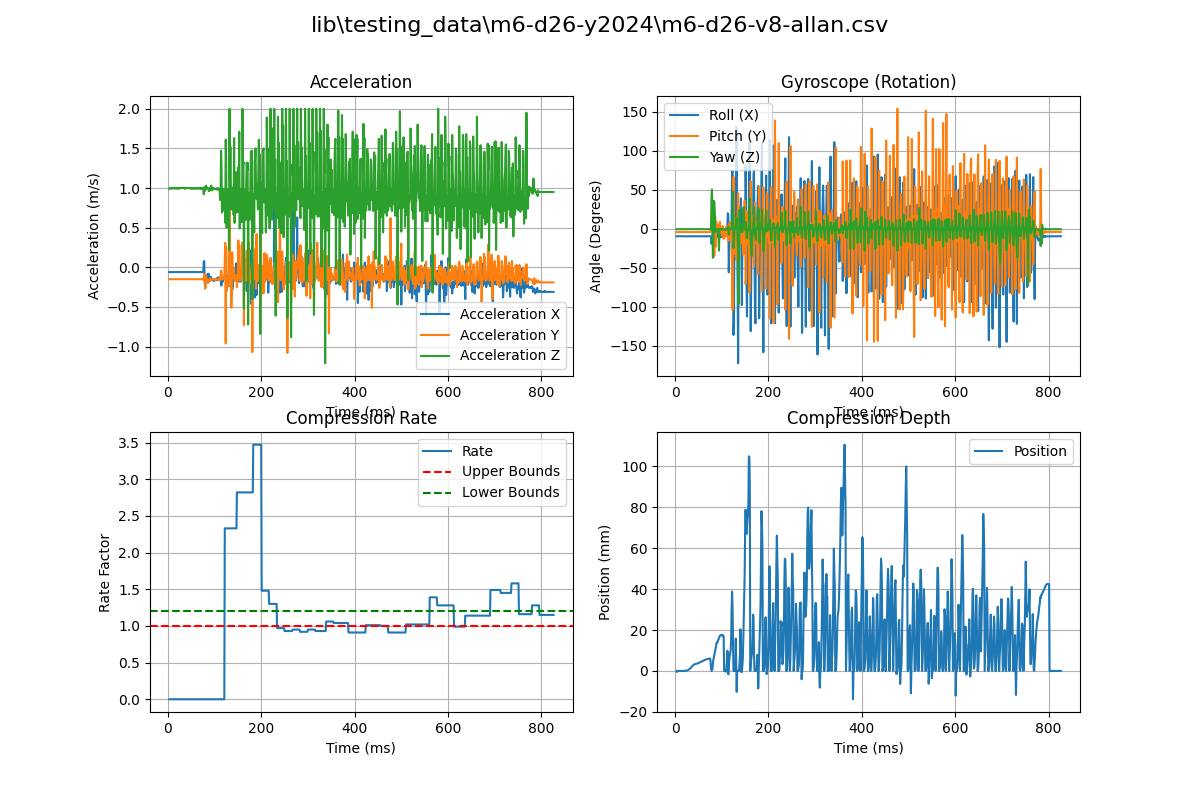 lib\testing_data\m6-d26-y2024\m6-d26-v8-allan.csv
Acceleration
Acceleration (m/s)
2.0
1.5
1.0
0.5
0.0
−0.5
−1.0
Acceleration X
Acceleration Y
Acceleration Z
0 200 400 600 800
Time (ms)
Gyroscope (Rotation)
Angle (Degrees)
150
100
50
0
−50
−100
−150
Roll (X)
Pitch (Y)
Yaw (Z)
0 200 400 600 800
Time (ms)
Compression Rate
Rate Factor
3.5
3.0
2.5
2.0
1.5
1.0
0.5
0.0
Rate
Upper Bounds
Lower Bounds
0 200 400 600 800
Time (ms)
Compression Depth
Position (mm)
100
80
60
40
20
0
−20
Position
0 200 400 600 800
Time (ms)